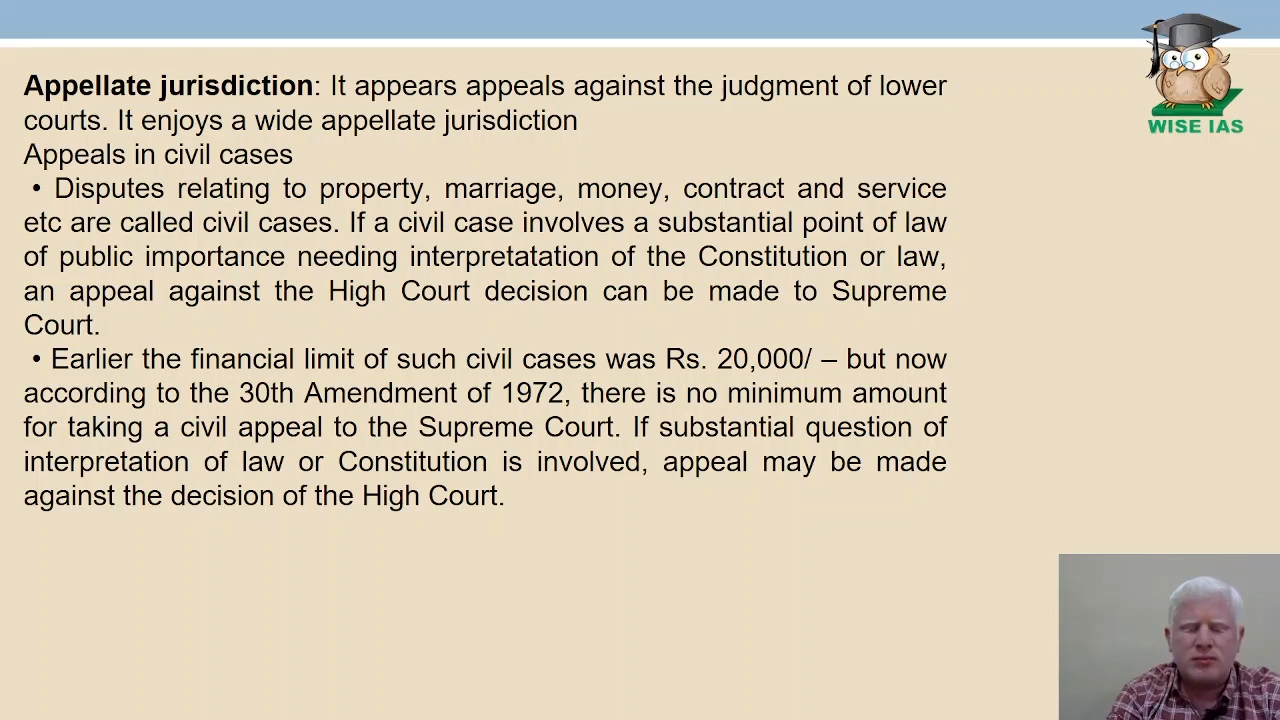 WISE IAS
Appellate jurisdiction: It appears appeals against the judgment of lower
courts. It enjoys a wide appellate jurisdiction
Appeals in civil cases
• Disputes relating to property, marriage, money, contract and service
etc are called civil cases. If a civil case involves a substantial point of law
of public importance needing interpretatation of the Constitution or law,
an appeal against the High Court decision can be made to Supreme
Court.
• Earlier the financial limit of such civil cases was Rs. 20,000/ – but now
according to the 30th Amendment of 1972, there is no minimum amount
for taking a civil appeal to the Supreme Court. If substantial question of
interpretation of law or Constitution is involved, appeal may be made
against the decision of the High Court.